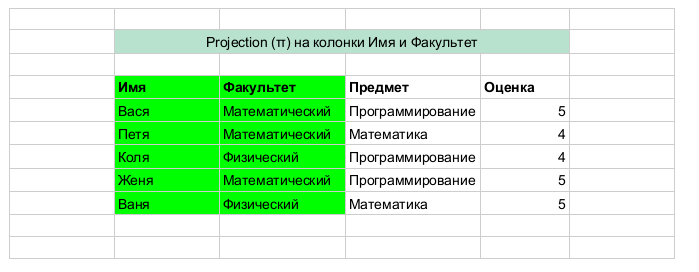 Projection (π) на колонки Имя и Факультет
Имя Факультет Предмет Оценка
Вася Математический Программирование 5
Петя Математический Математика 4
Коля Физический Программирование 4
Женя Математический Программирование 5
Ваня Физический Математика 5